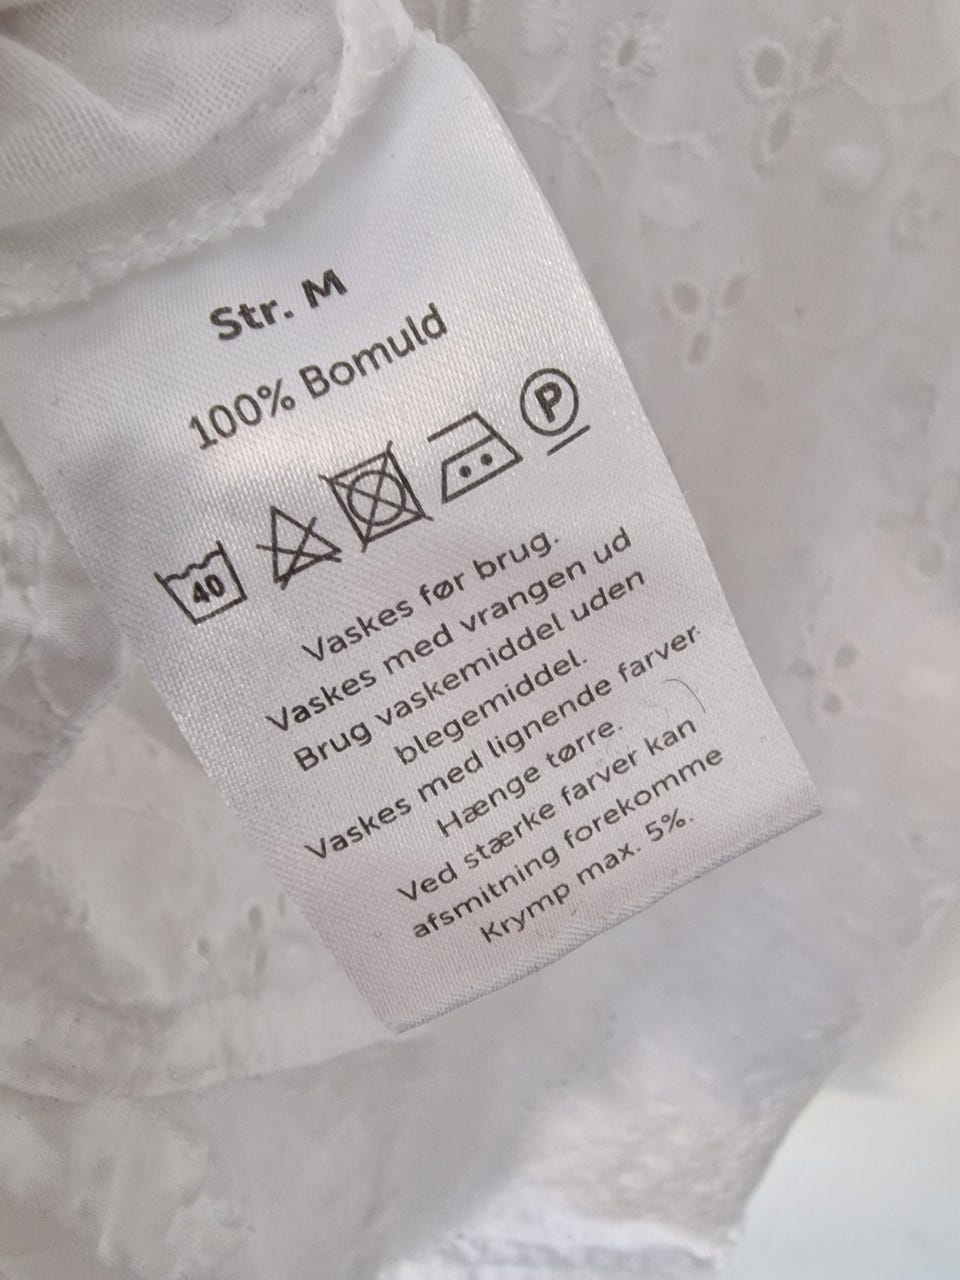 Str. M
100% Bomuld
40 P
Vaskes før brug.
Vaskes med vrangen ud
Brug vaskemiddel uden
blegemiddel.
Vaskes med lignende farver
Hænge tørre.
Ved stærke farver kan
afsmitning forekomme
Krymp max. 5%.